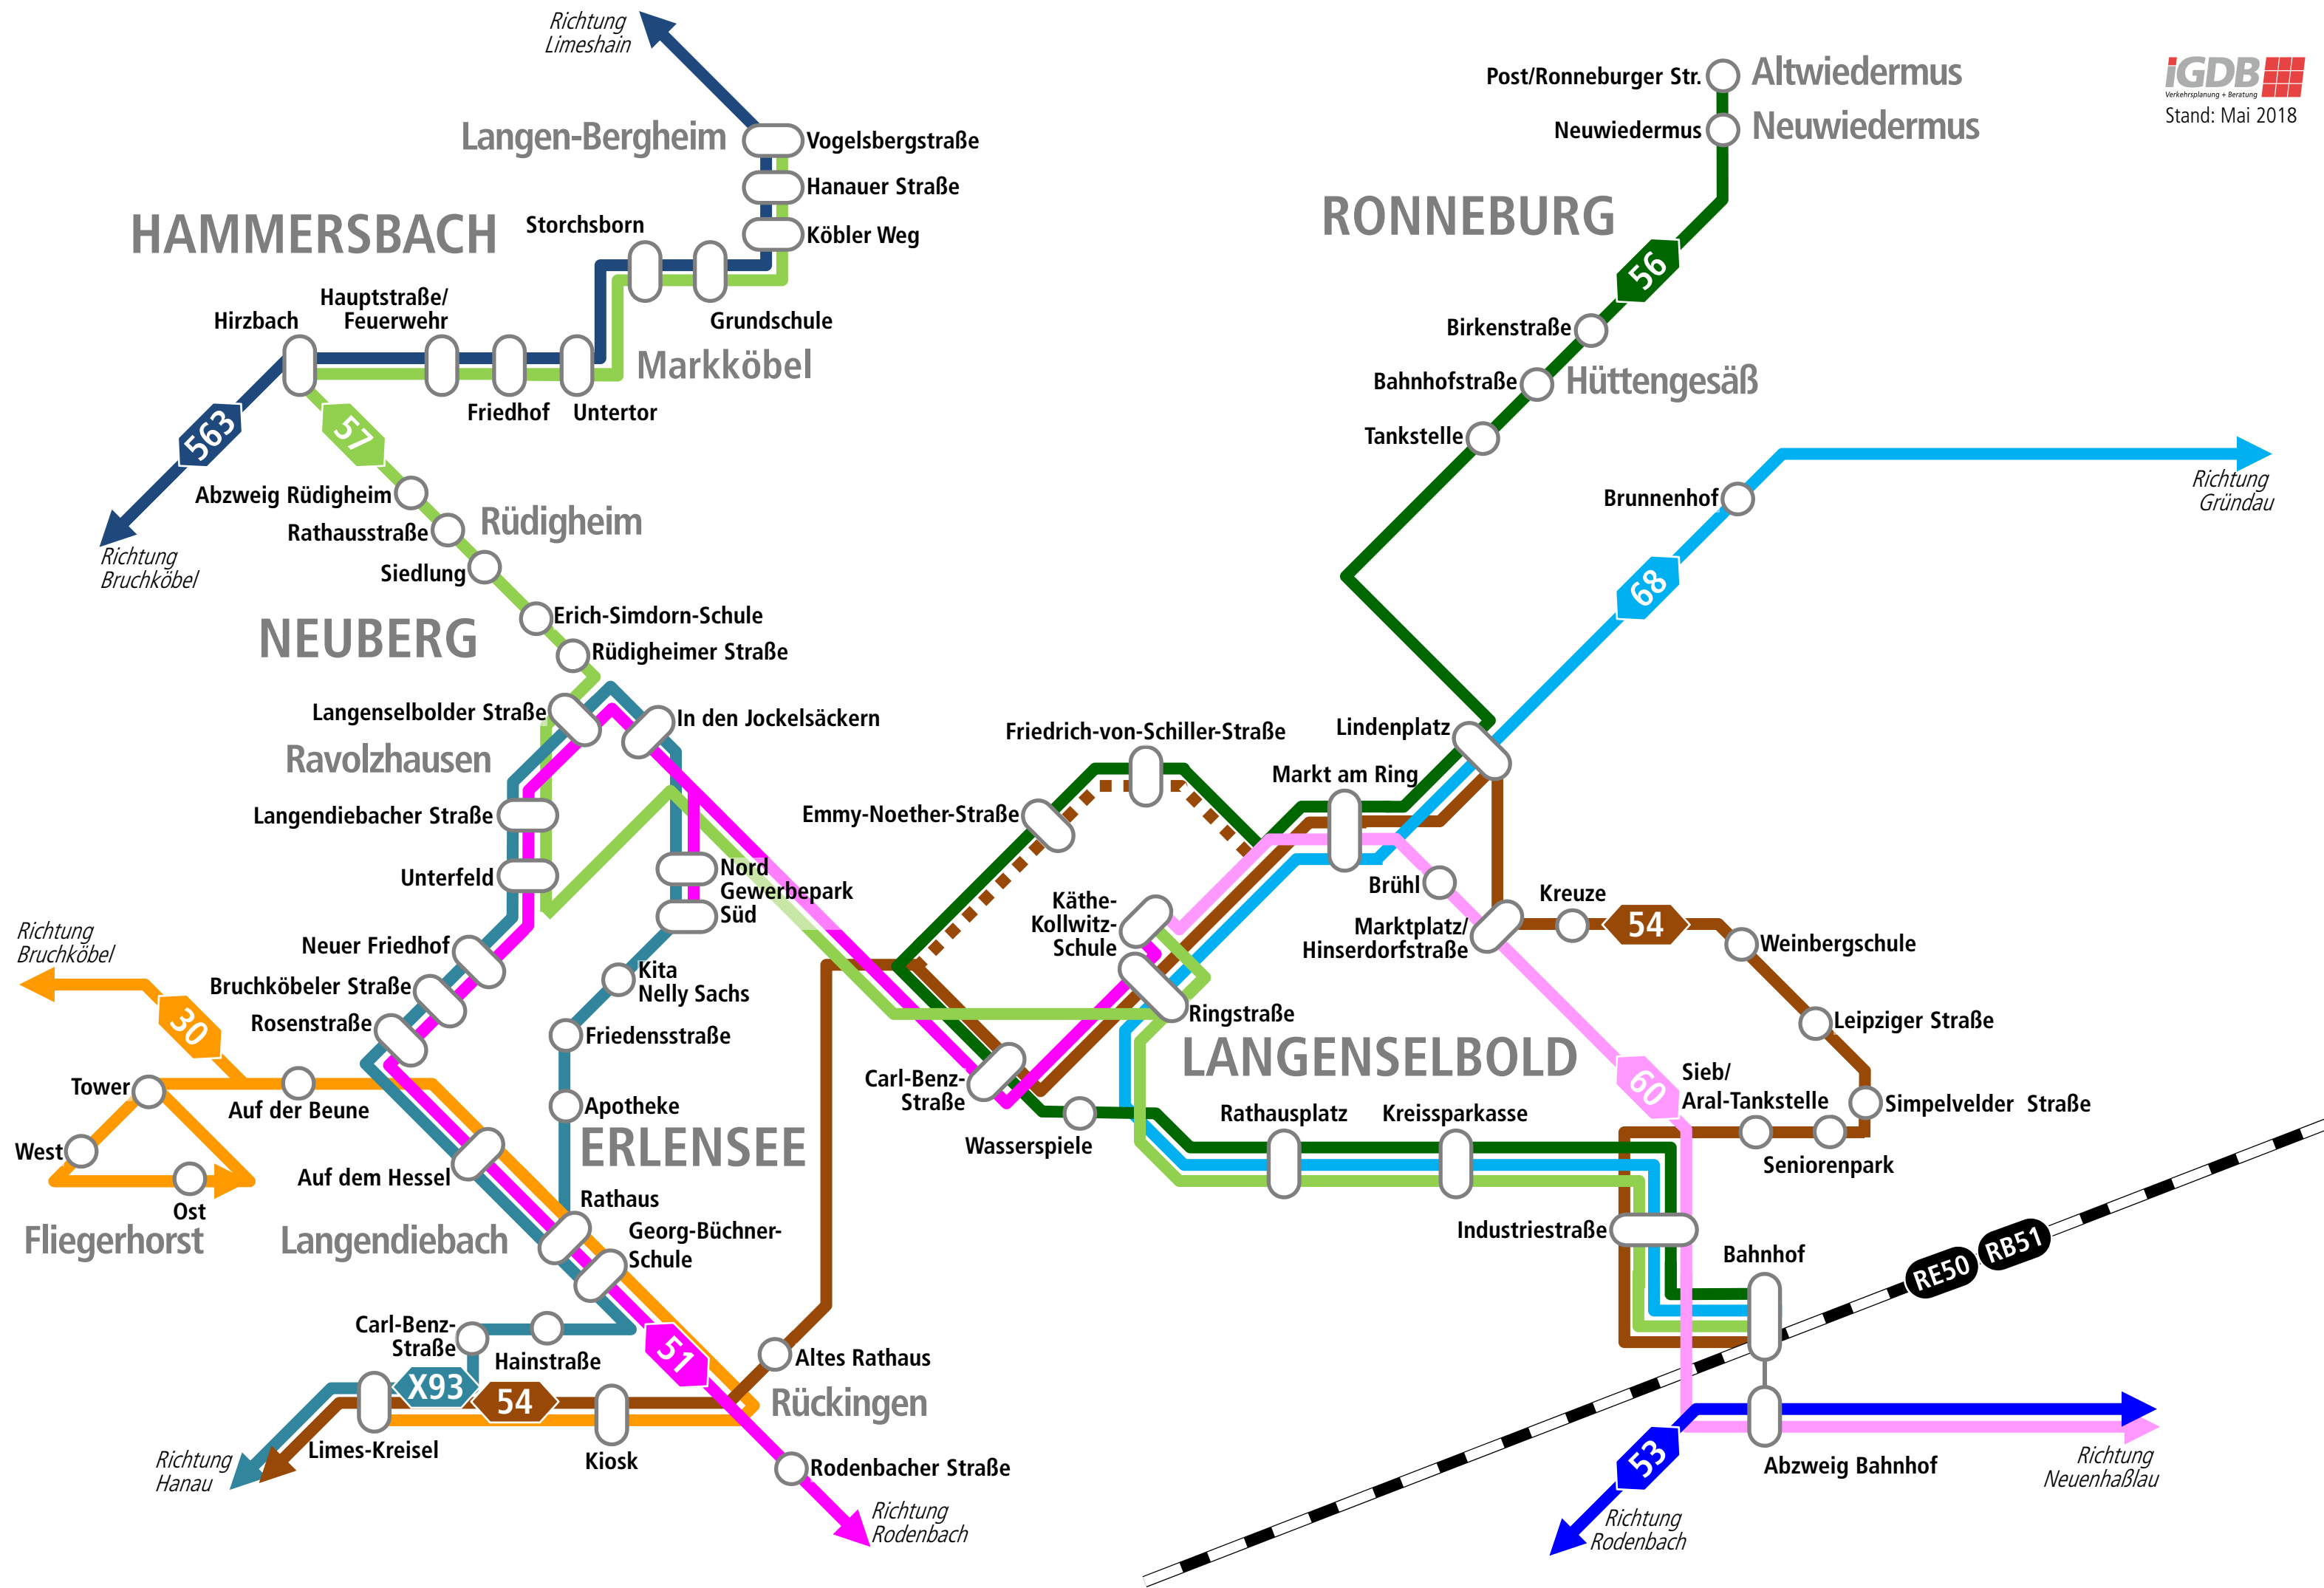 Richtung
Limeshain
Langen-Bergheim
Vogelsbergstraße
Hanauer Straße
Köbler Weg
HAMMERSBACH
Storchsborn
Grundschule
Hauptstraße/
Feuerwehr
Hirzbach
Friedhof
Untertor
Markköbel
563
57
Richtung
Bruchköbel
Abzweig Rüdigheim
Rathausstraße
Rüdigheim
Siedlung
NEUBERG
Erich-Simdorn-Schule
Rüdigheimer Straße
Langenselbolder Straße
In den Jockelsäckern
Ravolzhausen
Langendiebacher Straße
Unterfeld
Nord
Gewerbepark
Süd
Neuer Friedhof
Bruchköbeler Straße
Rosenstraße
Kita
Nelly Sachs
Friedensstraße
Apotheke
ERLENSEE
Richtung
Bruchköbel
30
Tower
Auf der Beune
West
Ost
Fliegerhorst
Auf dem Hessel
Langendiebach
Rathaus
Georg-Büchner-
Schule
Carl-Benz-
Straße
Hainstraße
X93
54
51
Limes-Kreisel
Kiosk
Richtung
Hanau
Altes Rathaus
Rückingen
Rodenbacher Straße
Richtung
Rodenbach
Post/Ronneburger Str.
Altwiedermus
Neuwiedermus
Neuwiedermus
RONNEBURG
56
Birkenstraße
Bahnhofstraße
Hüttengesäß
Tankstelle
iGDB
Verkehrsplanung + Beratung
Stand: Mai 2018
Brunnenhof
Richtung
Gründau
68
Lindenplatz
Friedrich-von-Schiller-Straße
Markt am Ring
Emmy-Noether-Straße
Brühl
Käthe-
Kollwitz-
Schule
Marktplatz/
Hinserdorfstraße
Kreuze
54
Weinbergschule
Ringstraße
LANGENSELBOLD
Leipziger Straße
Carl-Benz-
Straße
Wasserspiele
Rathausplatz
Kreissparkasse
60
Sieb/
Aral-Tankstelle
Simpelvelder Straße
Seniorenpark
Industriestraße
Bahnhof
RE50
RB51
Abzweig Bahnhof
53
Richtung
Rodenbach
Richtung
Neuenhaßlau